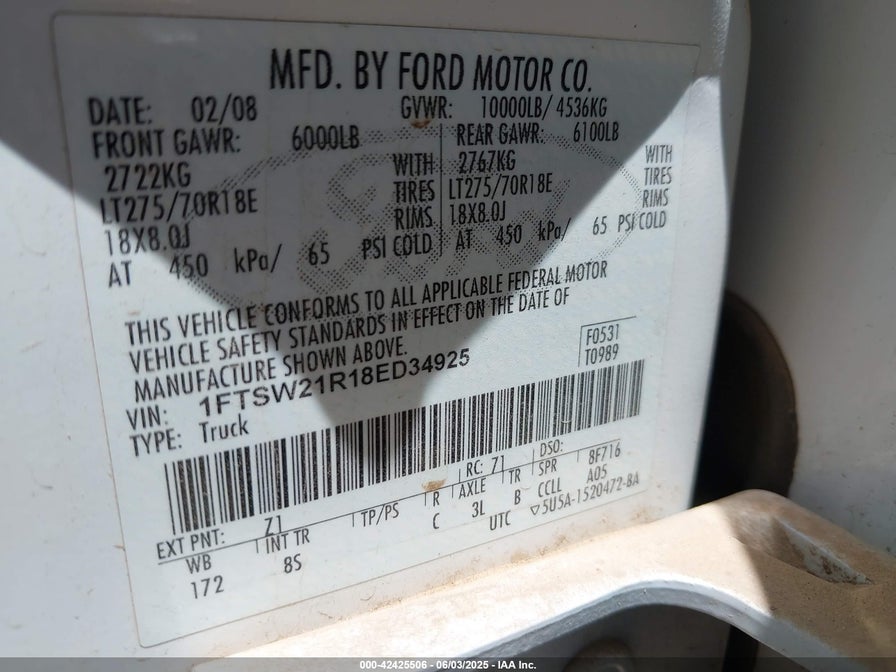 MFD. BY FORD MOTOR CO.
DATE: 02/08 GVWR: 10000LB/ 4536KG
FRONT GAWR: 6000LB REAR GAWR: 6100LB
2722KG WITH 2767KG WITH
LT275/70R18E TIRES LT275/70R18E TIRES
18X8.0J RIMS 18X8.0J RIMS
AT 450 kPa/ 65 PSI COLD AT 450 kPa/ 65 PSI COLD
THIS VEHICLE CONFORMS TO ALL APPLICABLE FEDERAL MOTOR
VEHICLE SAFETY STANDARDS IN EFFECT ON THE DATE OF
MANUFACTURE SHOWN ABOVE.
F0531
T0989
VIN: 1FTSW21R18ED34925
TYPE: Truck
EXT PNT: Z1 RC: 71 DSO: 8F716
WB INT TR TP/PS R AXLE TR SPR A05
172 8S C 3L B CCLL
UTC ▽5U5A-1520472-BA
000-42425506 - 06/03/2025 - IAA Inc.